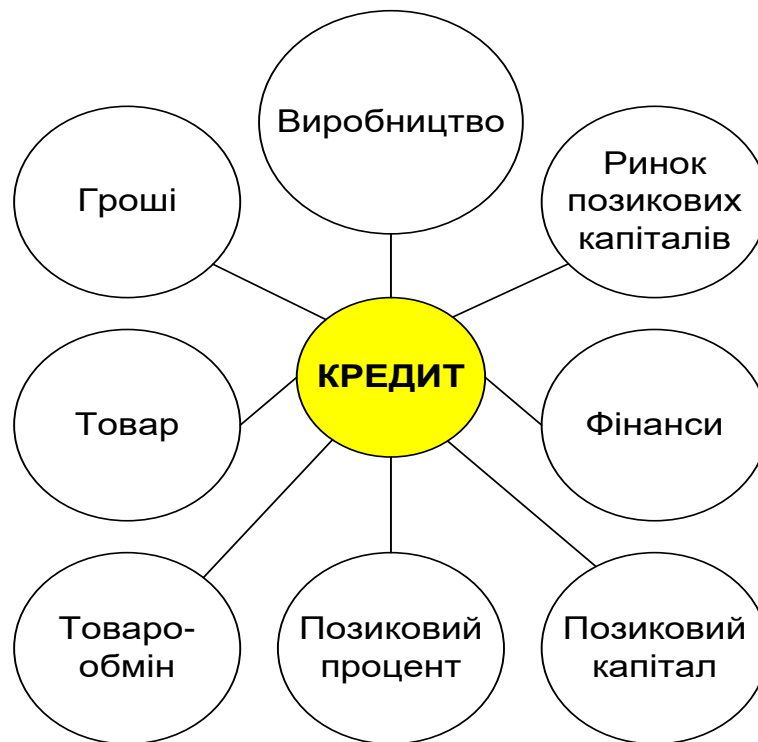 Виробництво
Гроші
Ринок
позикових
капіталів
КРЕДИТ
Товар
Фінанси
Товаро-
обмін
Позиковий
процент
Позиковий
капітал